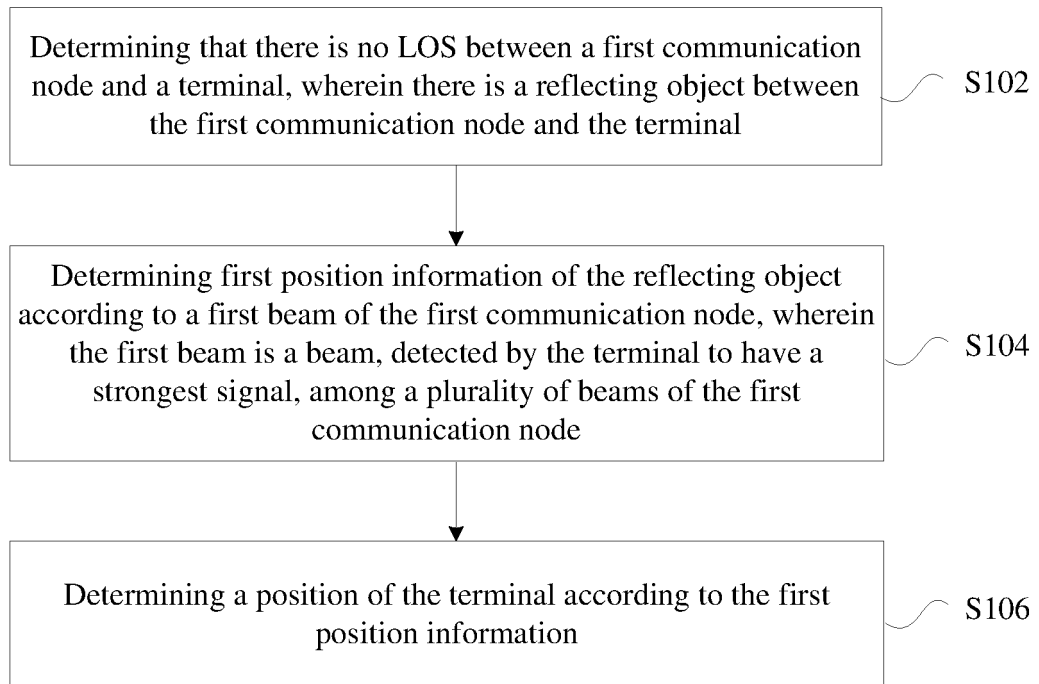 Determining that there is no LOS between a first communication
node and a terminal, wherein there is a reflecting object between
the first communication node and the terminal
S102
Determining first position information of the reflecting object
according to a first beam of the first communication node, wherein
the first beam is a beam, detected by the terminal to have a
strongest signal, among a plurality of beams of the first
communication node
S104
Determining a position of the terminal according to the first
position information
S106